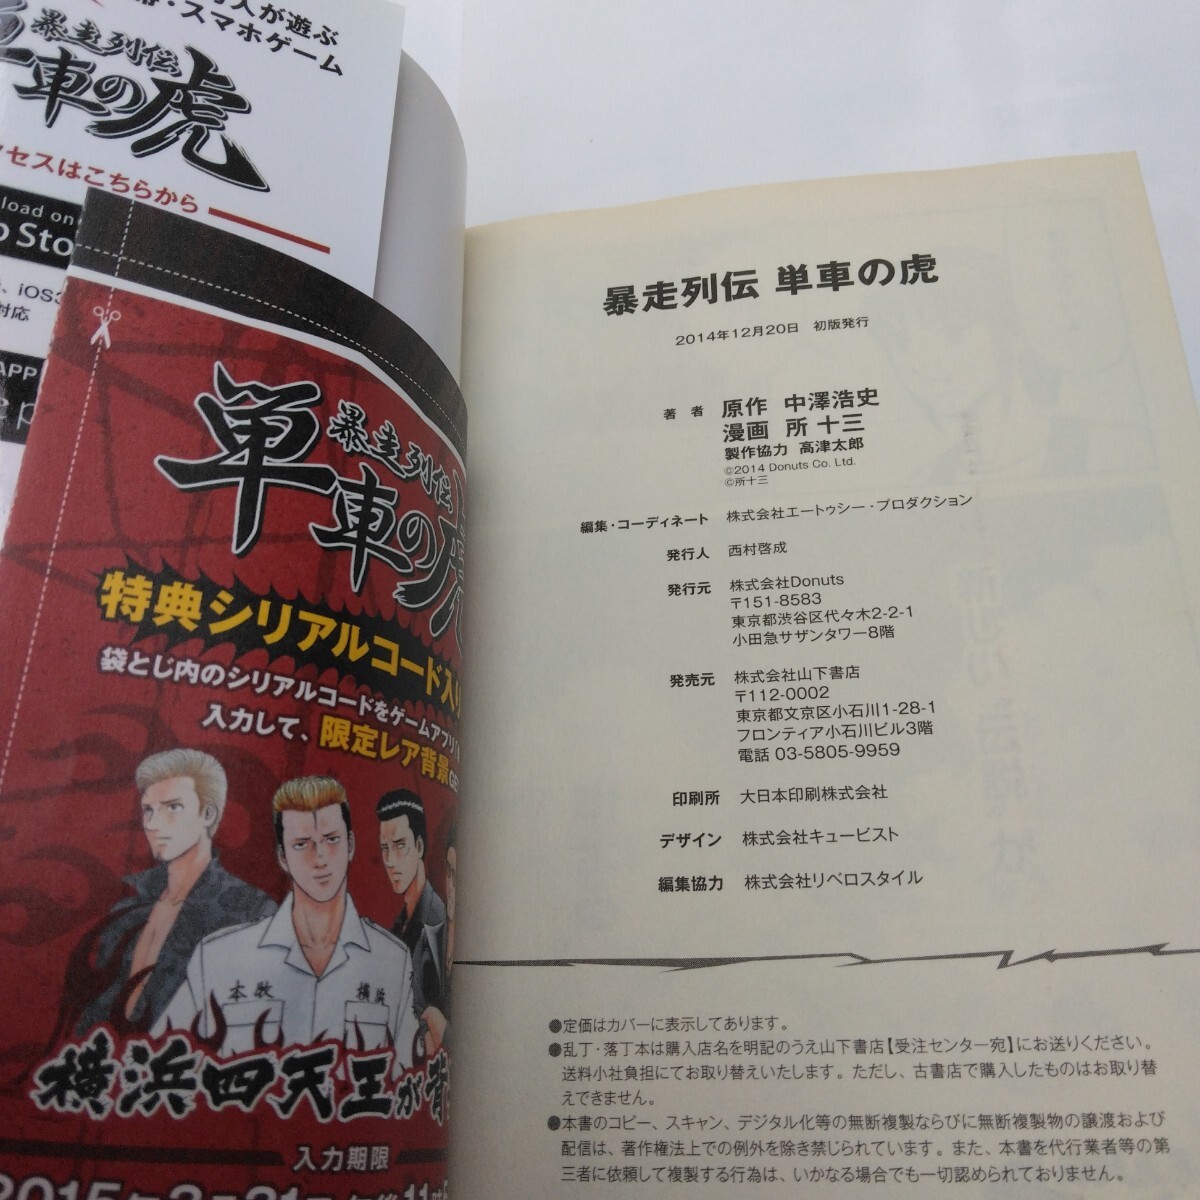 人が遊ぶ
・スマホゲーム
暴走列伝
車の虎
セスはこちらから
load on
Sto
iOS
対応
APP
暴走列伝
単車の虎
特典シリアルコード入り
袋とじ内のシリアルコードをゲームアプリ
入力して、限定レア背景
本牧
横浜
横浜四天王が背
入力期限
暴走列伝 単車の虎
2014年12月20日 初版発行
著者 原作 中澤浩史
漫画 所 十三
製作協力 高津太郎
©2014 Donuts Co. Ltd.
©所十三
編集・コーディネート 株式会社エートゥシー・プロダクション
発行人 西村啓成
発行元 株式会社Donuts
〒151-8583
東京都渋谷区代々木2-2-1
小田急サザンタワー8階
発売元 株式会社山下書店
〒112-0002
東京都文京区小石川1-28-1
フロンティア小石川ビル3階
電話 03-5805-9959
印刷所 大日本印刷株式会社
デザイン 株式会社キュービスト
編集協力 株式会社リベロスタイル
●定価はカバーに表示してあります。
●乱丁・落丁本は購入店名を明記のうえ山下書店【受注センター宛】にお送りください。
送料小社負担にてお取り替えいたします。ただし、古書店で購入したものはお取り替
えできません。
●本書のコピー、スキャン、デジタル化等の無断複製ならびに無断複製物の譲渡および
配信は、著作権法上での例外を除き禁じられています。また、本書を代行業者等の第
三者に依頼して複製する行為は、いかなる場合でも一切認められておりません。